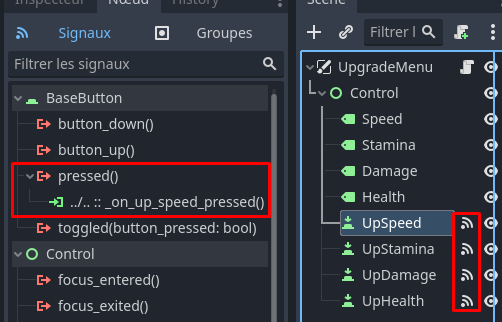 Inspecteur Nœud History
Signaux
Groupes
Filtrer les signaux
BaseButton
button_down()
button_up()
pressed()
../.. :: _on_up_speed_pressed()
toggled(button_pressed: bool)
Control
focus_entered()
focus_exited()
Scène
Filtrer l
UpgradeMenu
Control
Speed
Stamina
Damage
Health
UpSpeed
UpStamina
UpDamage
UpHealth